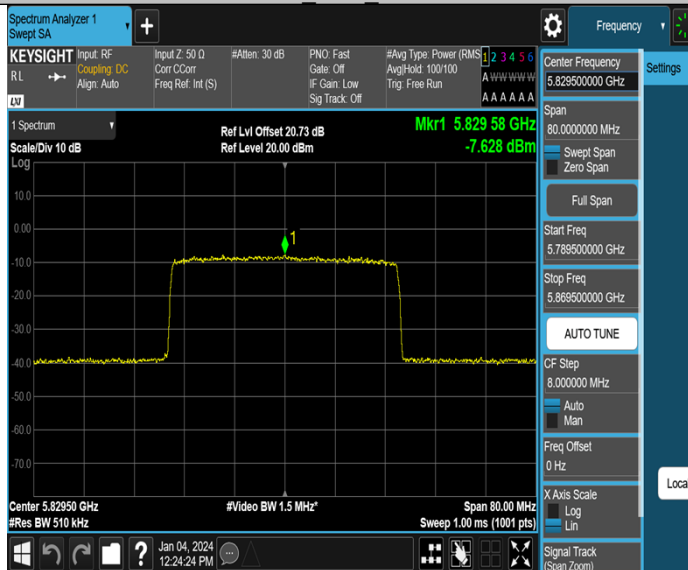 Spectrum Analyzer 1
Swept SA
+
Frequency
KEYSIGHT
RL
LXI
Input: RF
Coupling: DC
Align: Auto
Input Z: 50 Ω
Corr CCorr
Freq Ref: Int (S)
#Atten: 30 dB
PNO: Fast
Gate: Off
IF Gain: Low
Sig Track: Off
#Avg Type: Power (RMS
Avg|Hold: 100/100
Trig: Free Run
1 2 3 4 5 6
A W W W W W
A A A A A A
1 Spectrum
Scale/Div 10 dB
Log
Ref Lvl Offset 20.73 dB
Ref Level 20.00 dBm
Mkr1 5.829 58 GHz
-7.628 dBm
10.0
0.00
-10.0
-20.0
-30.0
-40.0
-50.0
-60.0
-70.0
1
Center 5.82950 GHz
#Res BW 510 kHz
#Video BW 1.5 MHz*
Span 80.00 MHz
Sweep 1.00 ms (1001 pts)
?
Jan 04, 2024
12:24:24 PM
Center Frequency
5.829500000 GHz
Span
80.0000000 MHz
Swept Span
Zero Span
Full Span
Start Freq
5.789500000 GHz
Stop Freq
5.869500000 GHz
AUTO TUNE
CF Step
8.000000 MHz
Auto
Man
Freq Offset
0 Hz
X Axis Scale
Log
Lin
Signal Track
(Span Zoom)
Settings
Loca